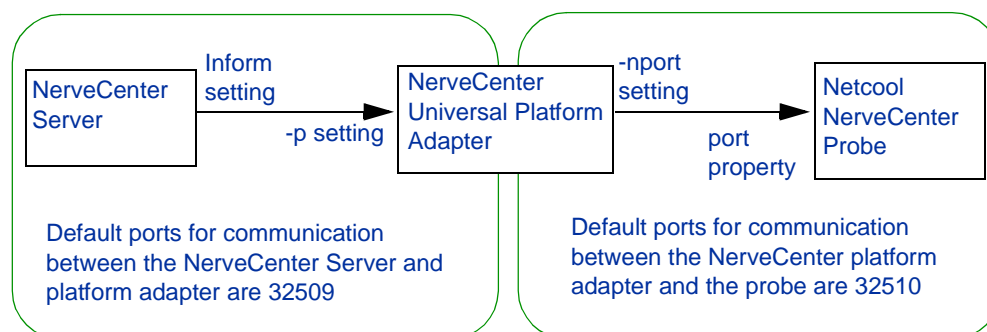 NerveCenter
Server
Inform
setting
-p setting
NerveCenter
Universal Platform
Adapter
-nport
setting
port
property
Netcool
NerveCenter
Probe
Default ports for communication
between the NerveCenter Server and
platform adapter are 32509
Default ports for communication
between the NerveCenter platform
adapter and the probe are 32510